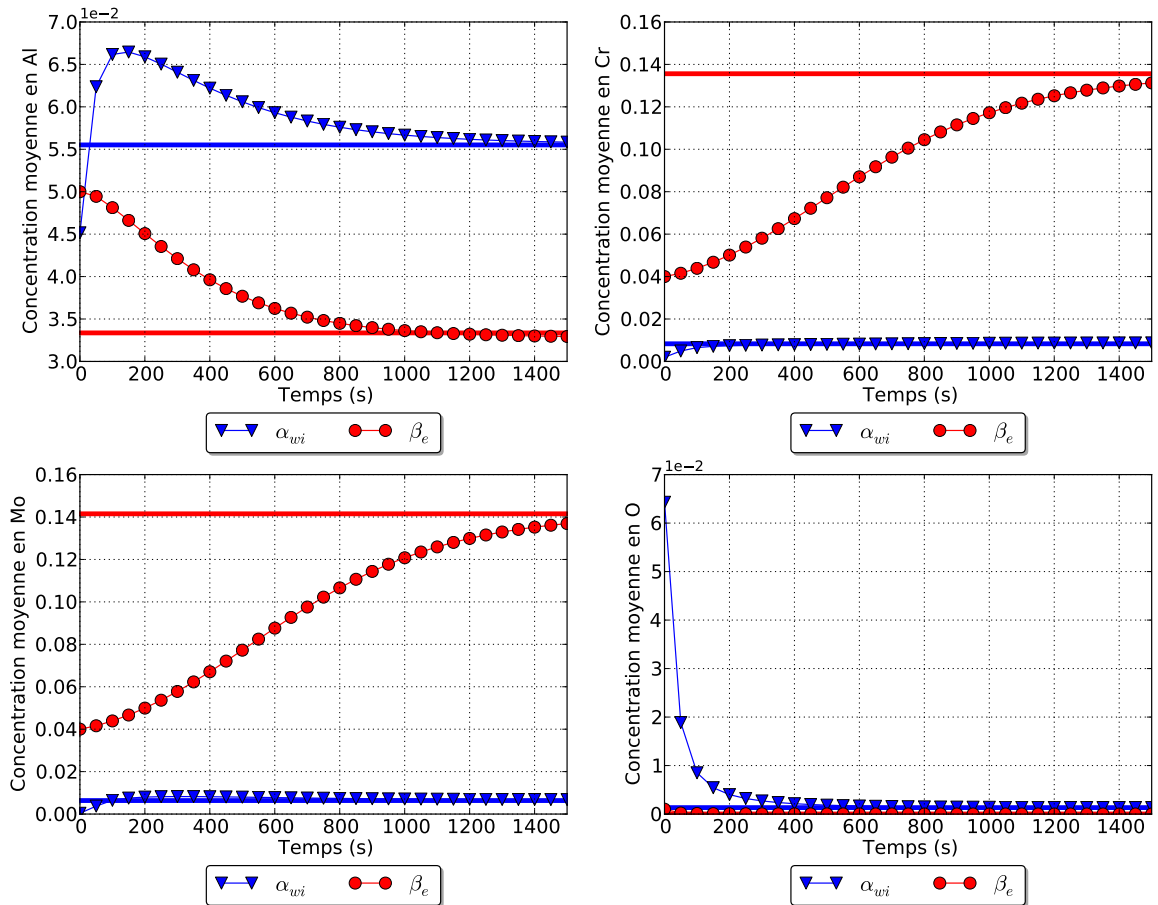 1e-2
7.0
6.5
6.0
5.5
5.0
4.5
4.0
3.5
3.0
Concentration moyenne en Al
0 200 400 600 800 1000 1200 1400
Temps (s)
α_wi β_e
0.16
0.14
0.12
0.10
0.08
0.06
0.04
0.02
0.00
Concentration moyenne en Cr
0 200 400 600 800 1000 1200 1400
Temps (s)
α_wi β_e
0.16
0.14
0.12
0.10
0.08
0.06
0.04
0.02
0.00
Concentration moyenne en Mo
0 200 400 600 800 1000 1200 1400
Temps (s)
α_wi β_e
1e-2
7
6
5
4
3
2
1
0
Concentration moyenne en O
0 200 400 600 800 1000 1200 1400
Temps (s)
α_wi β_e